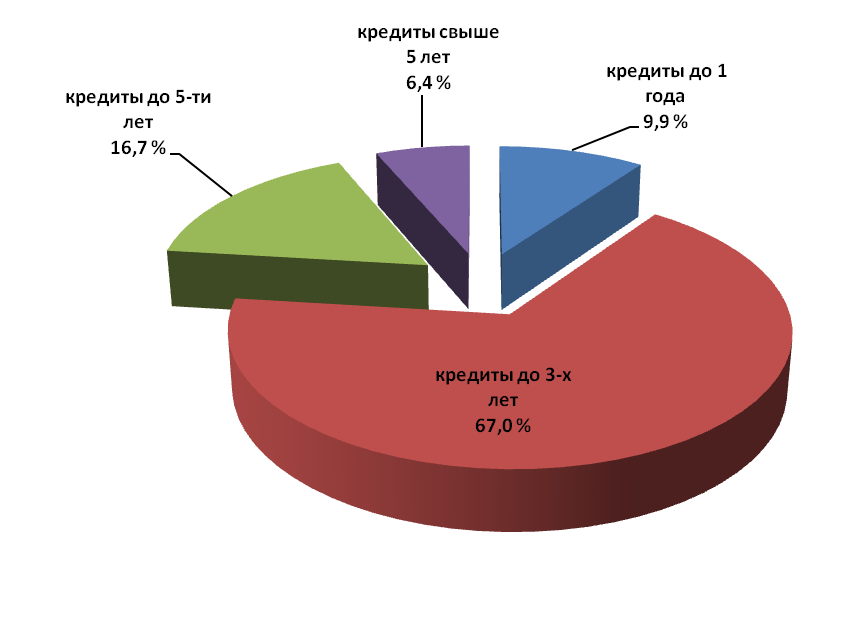 кредиты свыше
5 лет
6,4 %
кредиты до 1
года
9,9 %
кредиты до 5-ти
лет
16,7 %
кредиты до 3-х
лет
67,0 %